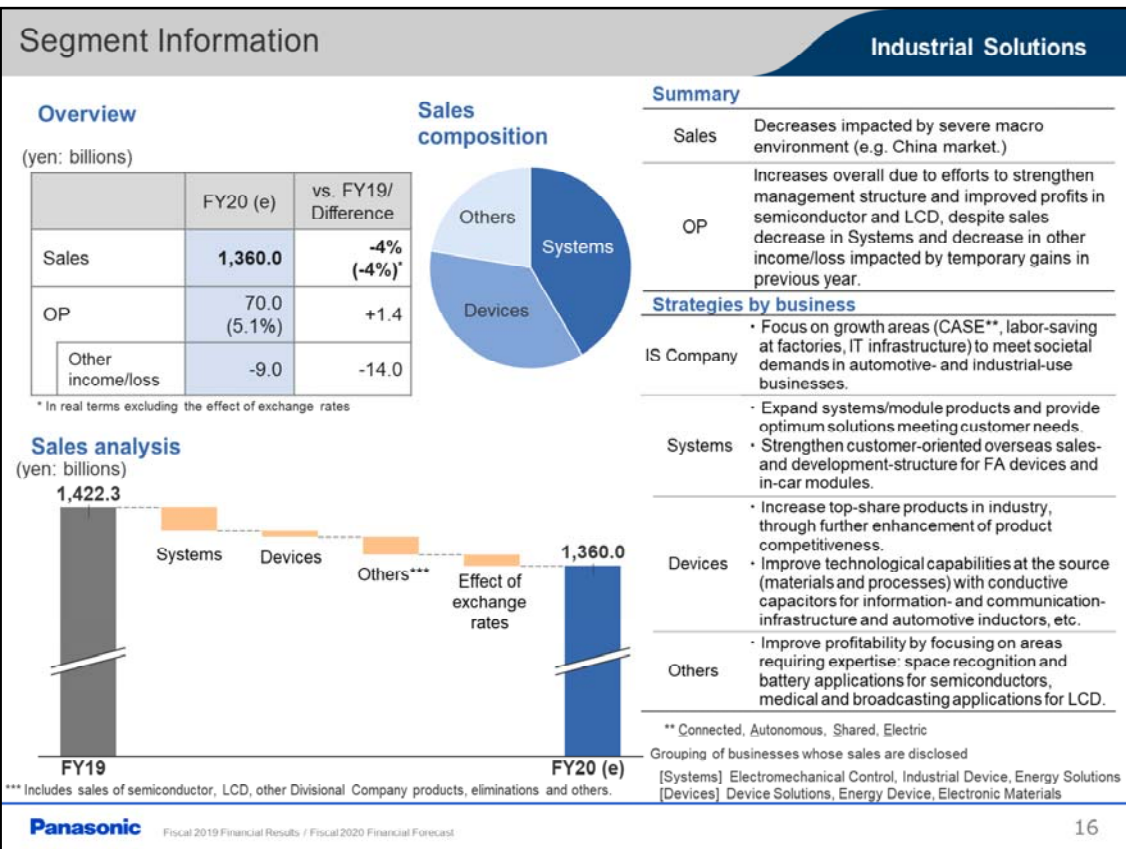 Segment Information
Industrial Solutions
Overview
(yen: billions)
FY20 (e)
vs. FY19/
Difference
Sales
1,360.0
-4%
(-4%)*
OP
70.0
(5.1%)
+1.4
Other
income/loss
-9.0
-14.0
* In real terms excluding the effect of exchange rates
Sales
composition
Others
Systems
Devices
Sales analysis
(yen: billions)
1,422.3
Systems
Devices
Others***
Effect of
exchange
rates
1,360.0
FY19
FY20 (e)
*** Includes sales of semiconductor, LCD, other Divisional Company products, eliminations and others.
Summary
Sales
Decreases impacted by severe macro
environment (e.g. China market.)
OP
Increases overall due to efforts to strengthen
management structure and improved profits in
semiconductor and LCD, despite sales
decrease in Systems and decrease in other
income/loss impacted by temporary gains in
previous year.
Strategies by business
IS Company
・Focus on growth areas (CASE**, labor-saving
at factories, IT infrastructure) to meet societal
demands in automotive- and industrial-use
businesses.
Systems
・Expand systems/module products and provide
optimum solutions meeting customer needs.
・Strengthen customer-oriented overseas sales-
and development-structure for FA devices and
in-car modules.
Devices
・Increase top-share products in industry,
through further enhancement of product
competitiveness.
・Improve technological capabilities at the source
(materials and processes) with conductive
capacitors for information- and communication-
infrastructure and automotive inductors, etc.
Others
・Improve profitability by focusing on areas
requiring expertise: space recognition and
battery applications for semiconductors,
medical and broadcasting applications for LCD.
** Connected, Autonomous, Shared, Electric
Grouping of businesses whose sales are disclosed
[Systems] Electromechanical Control, Industrial Device, Energy Solutions
[Devices] Device Solutions, Energy Device, Electronic Materials
Panasonic
Fiscal 2019 Financial Results / Fiscal 2020 Financial Forecast
16